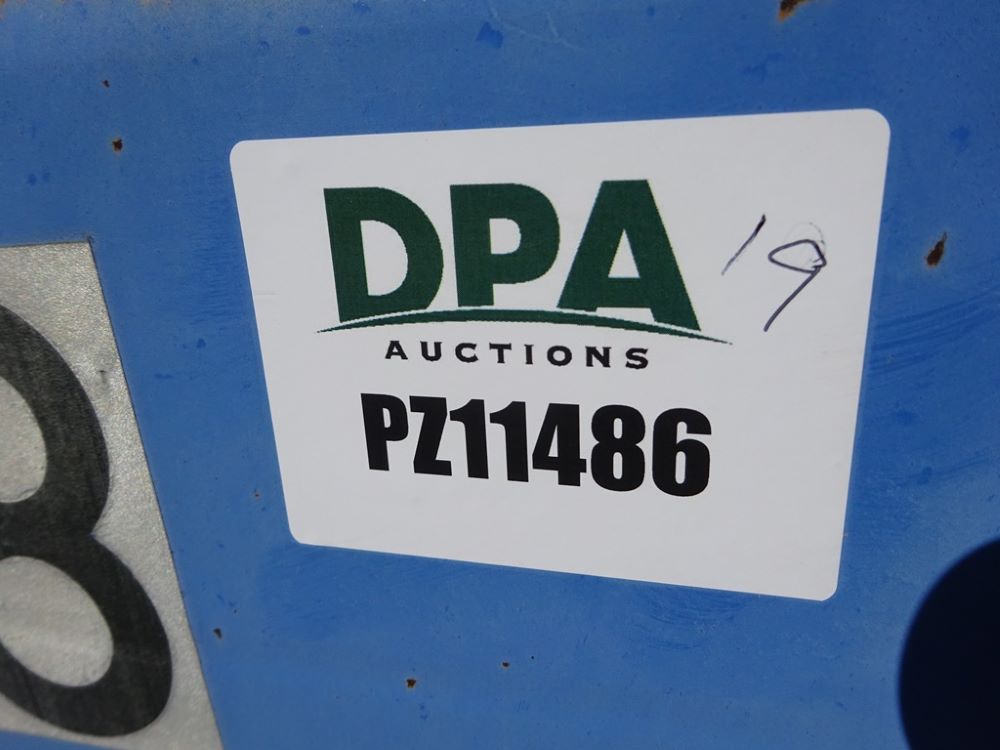 DPA
19
AUCTIONS
PZ11486
8